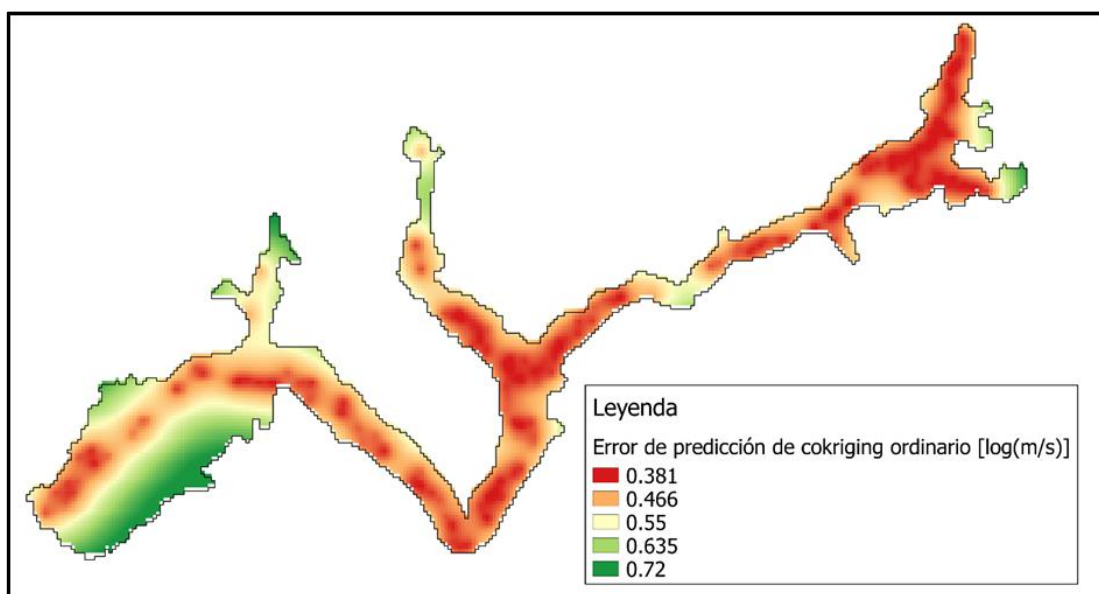 Leyenda
Error de predicción de cokriging ordinario [log(m/s)]
0.381
0.466
0.55
0.635
0.72